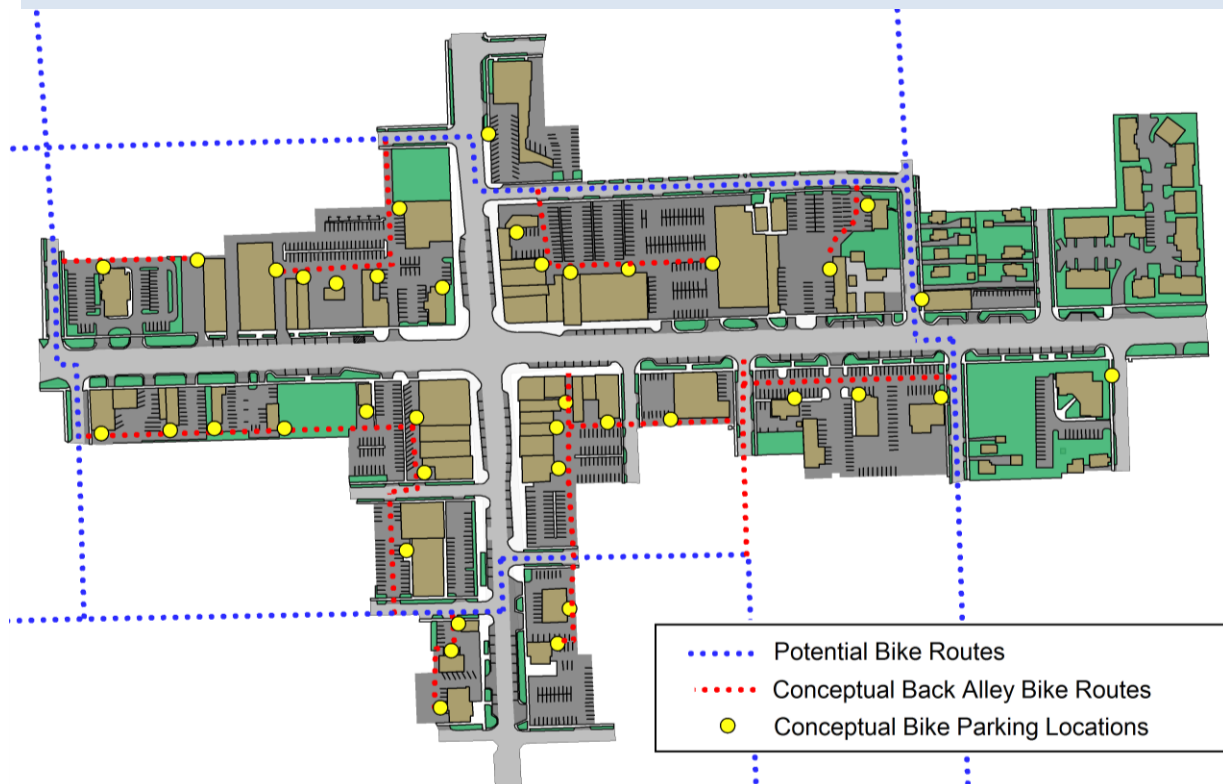 Potential Bike Routes
Conceptual Back Alley Bike Routes
Conceptual Bike Parking Locations